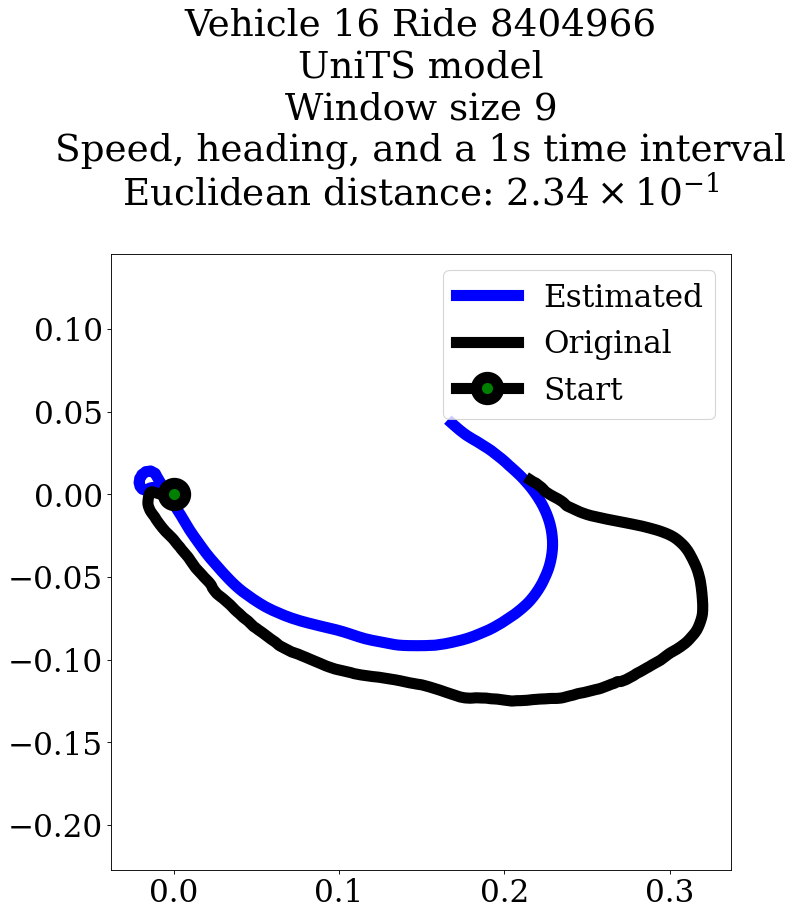 Vehicle 16 Ride 8404966
UniTS model
Window size 9
Speed, heading, and a 1s time interval
Euclidean distance: 2.34 × 10⁻¹
Estimated
Original
Start
0.10
0.05
0.00
−0.05
−0.10
−0.15
−0.20
0.0 0.1 0.2 0.3